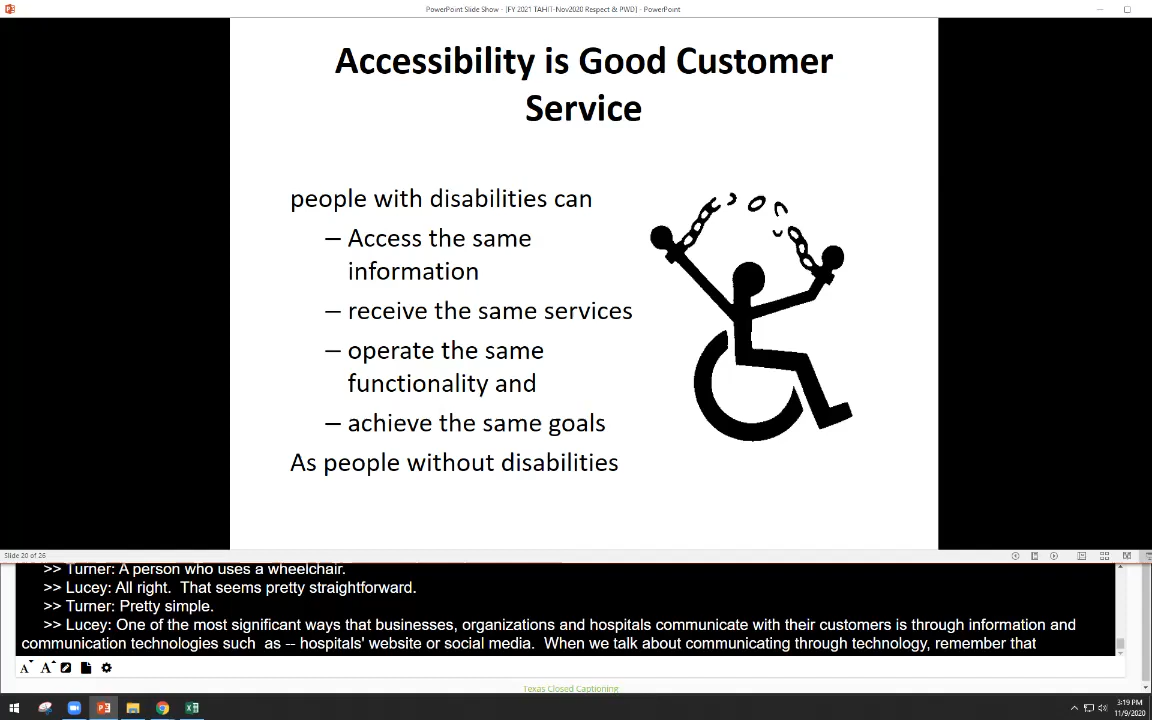 PowerPoint Slide Show - [FY 2021 TAHIT-Nov2020 Respect & PWD] - PowerPoint
Accessibility is Good Customer
Service
people with disabilities can
– Access the same
information
– receive the same services
– operate the same
functionality and
– achieve the same goals
As people without disabilities
Slide 20 of 26
>> Turner: A person who uses a wheelchair.
>> Lucey: All right. That seems pretty straightforward.
>> Turner: Pretty simple.
>> Lucey: One of the most significant ways that businesses, organizations and hospitals communicate with their customers is through information and
communication technologies such as -- hospitals' website or social media. When we talk about communicating through technology, remember that
A A
Texas Closed Captioning
3:19 PM
11/9/2020